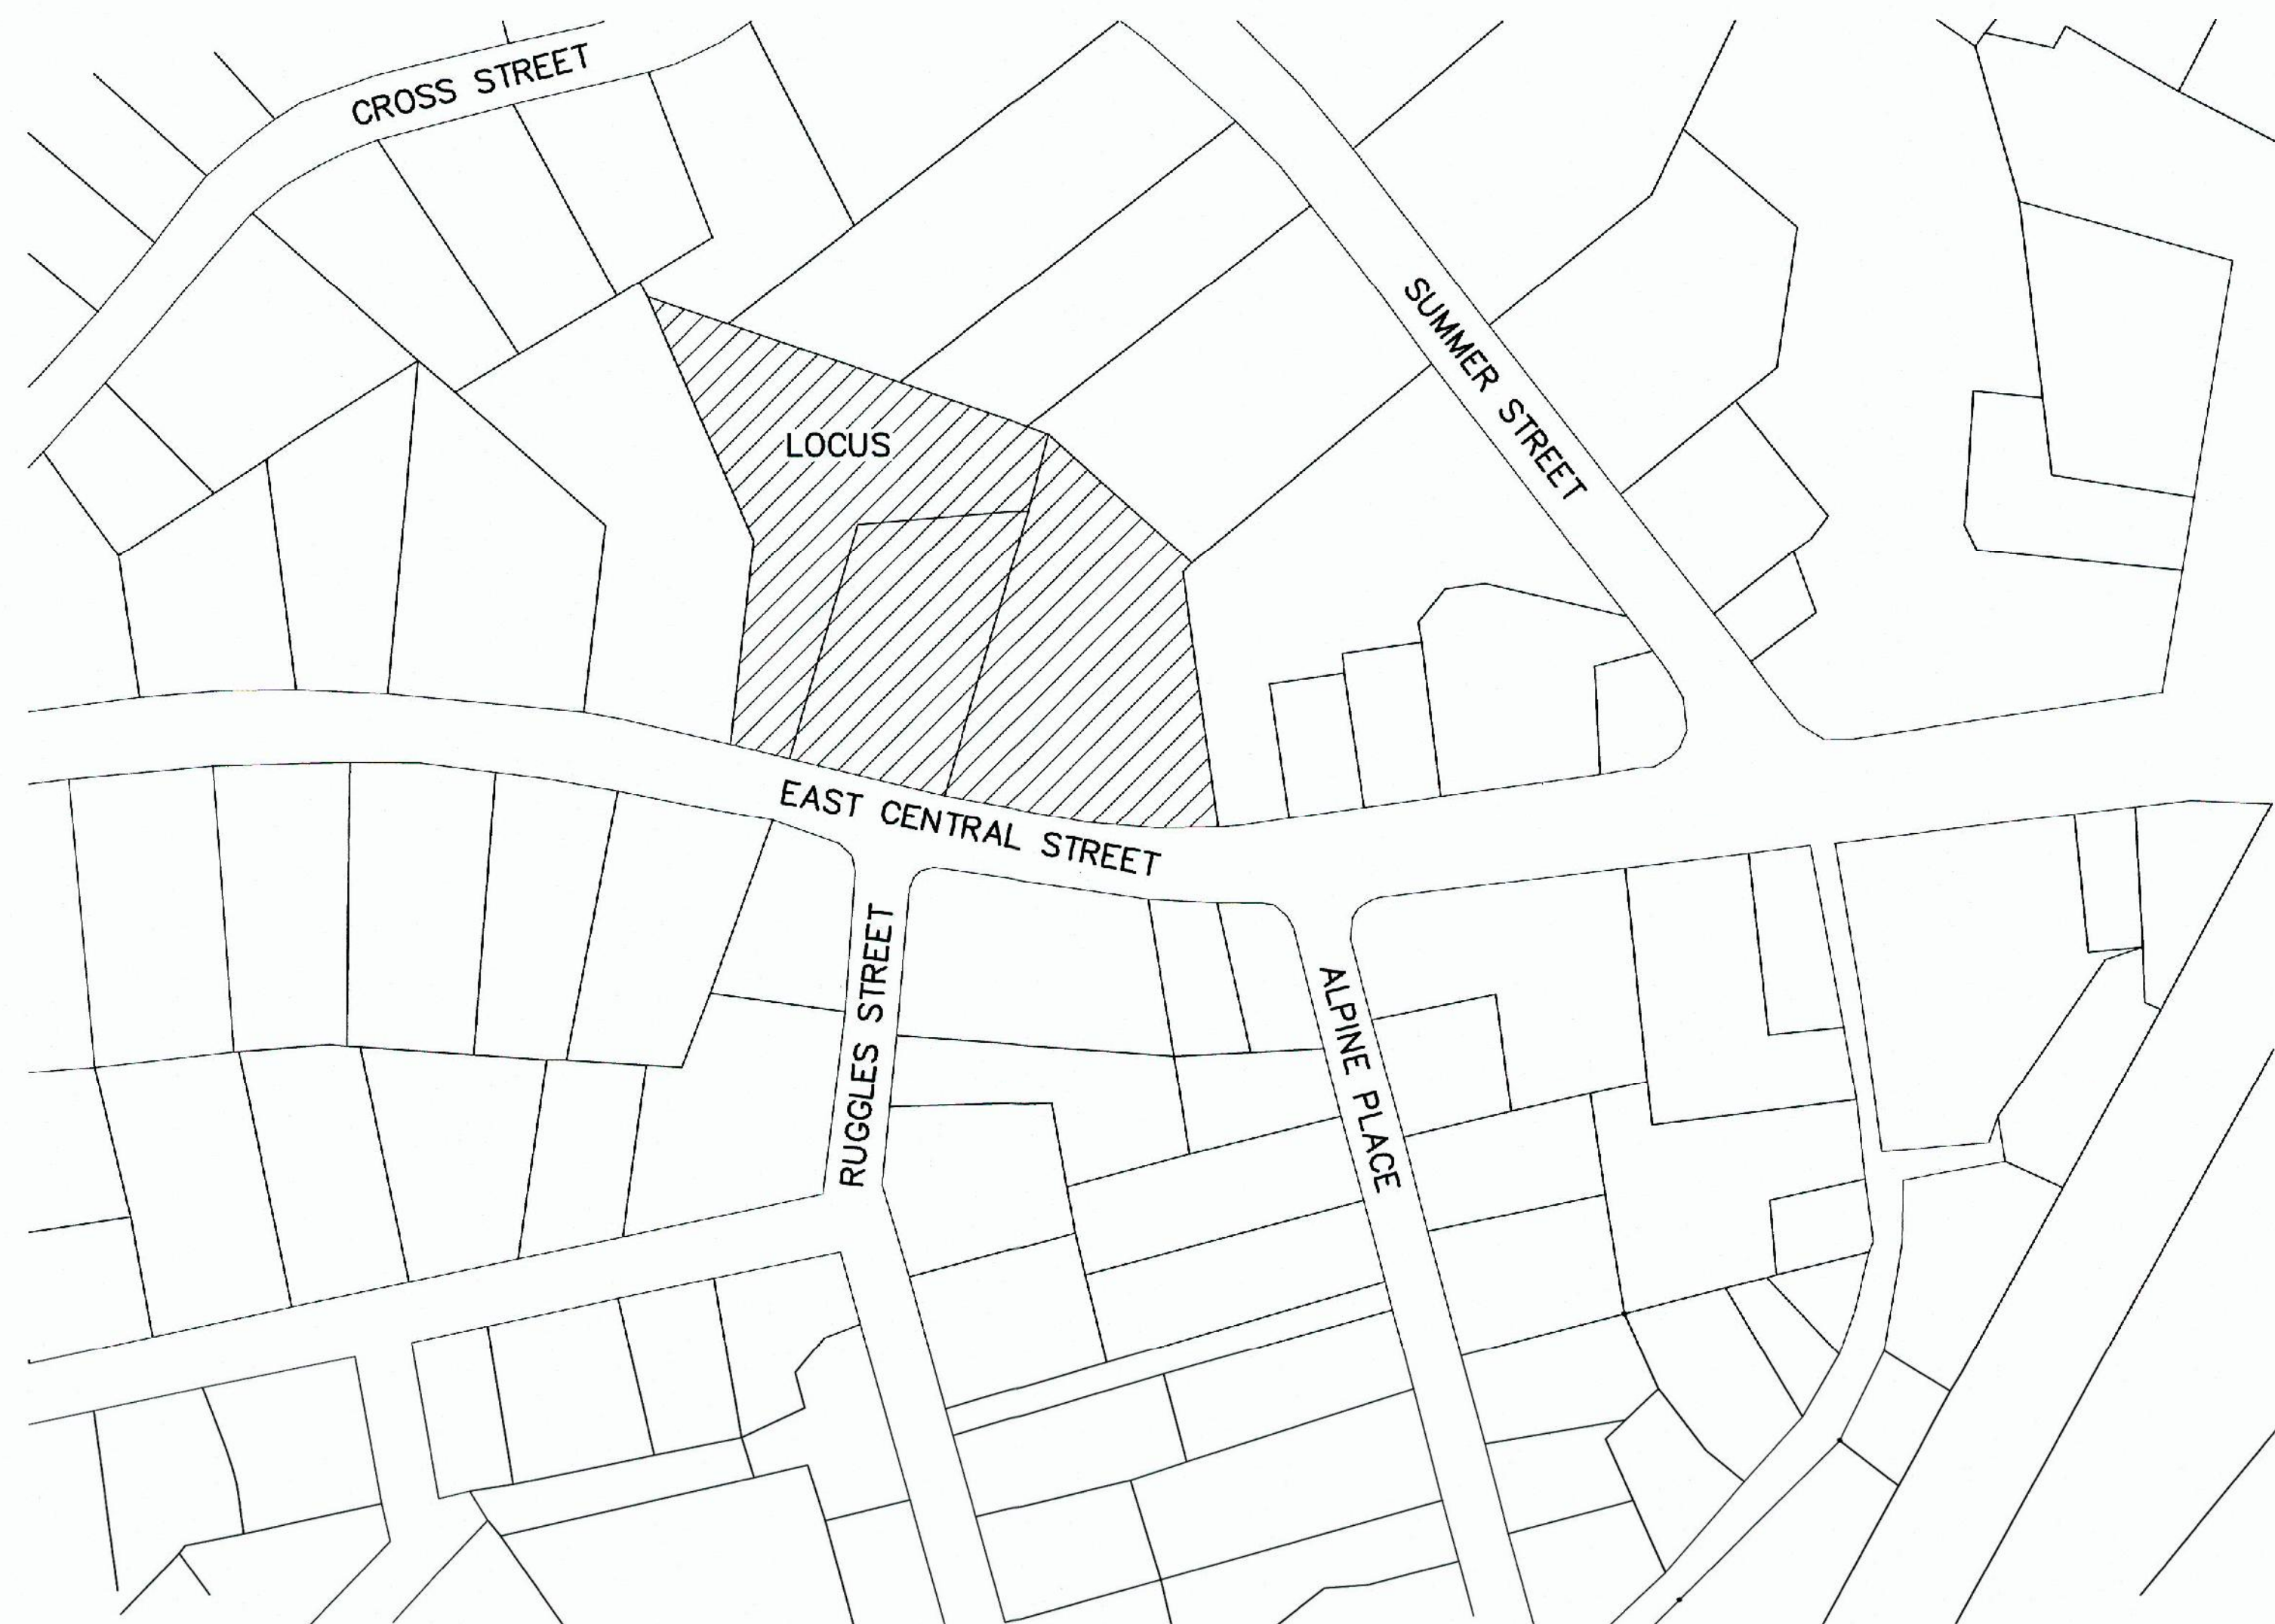 CROSS STREET
SUMMER STREET
LOCUS
EAST CENTRAL STREET
RUGGLES STREET
ALPINE PLACE